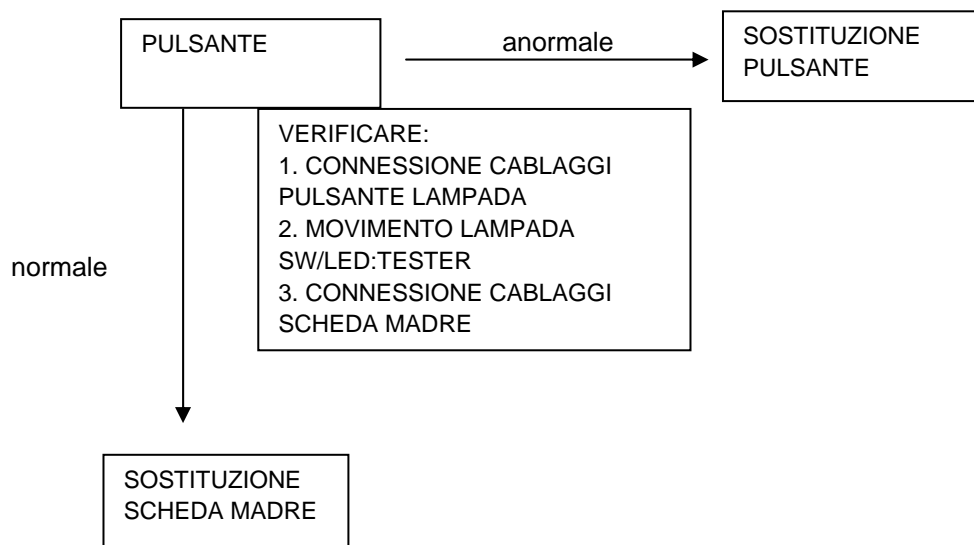 PULSANTE
anormale
SOSTITUZIONE
PULSANTE
VERIFICARE:
1. CONNESSIONE CABLAGGI
PULSANTE LAMPADA
2. MOVIMENTO LAMPADA
SW/LED:TESTER
3. CONNESSIONE CABLAGGI
SCHEDA MADRE
normale
SOSTITUZIONE
SCHEDA MADRE